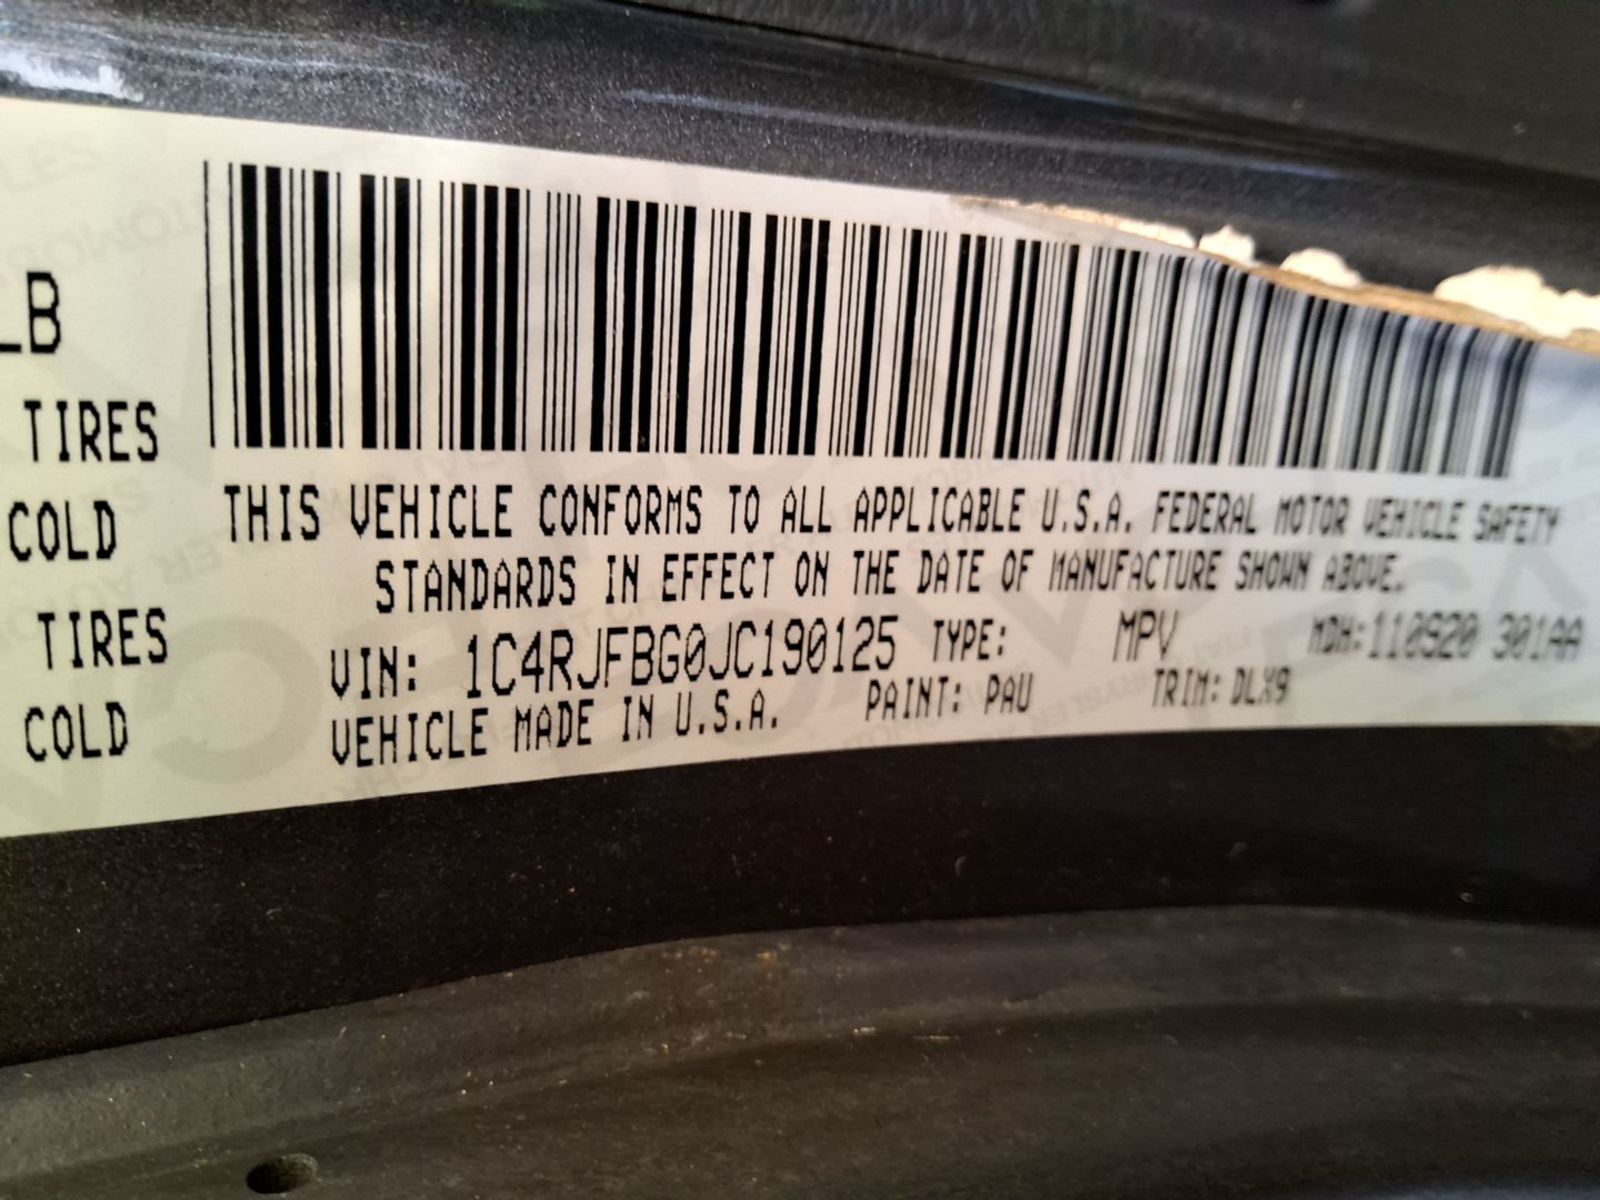 LB
TIRES
COLD
TIRES
COLD
THIS VEHICLE CONFORMS TO ALL APPLICABLE U.S.A. FEDERAL MOTOR VEHICLE SAFETY
STANDARDS IN EFFECT ON THE DATE OF MANUFACTURE SHOWN ABOVE.
VIN: 1C4RJFBG0JC190125 TYPE: MPV MDH: 110920 301AA
VEHICLE MADE IN U.S.A. PAINT: PAU TRIM: DLX9